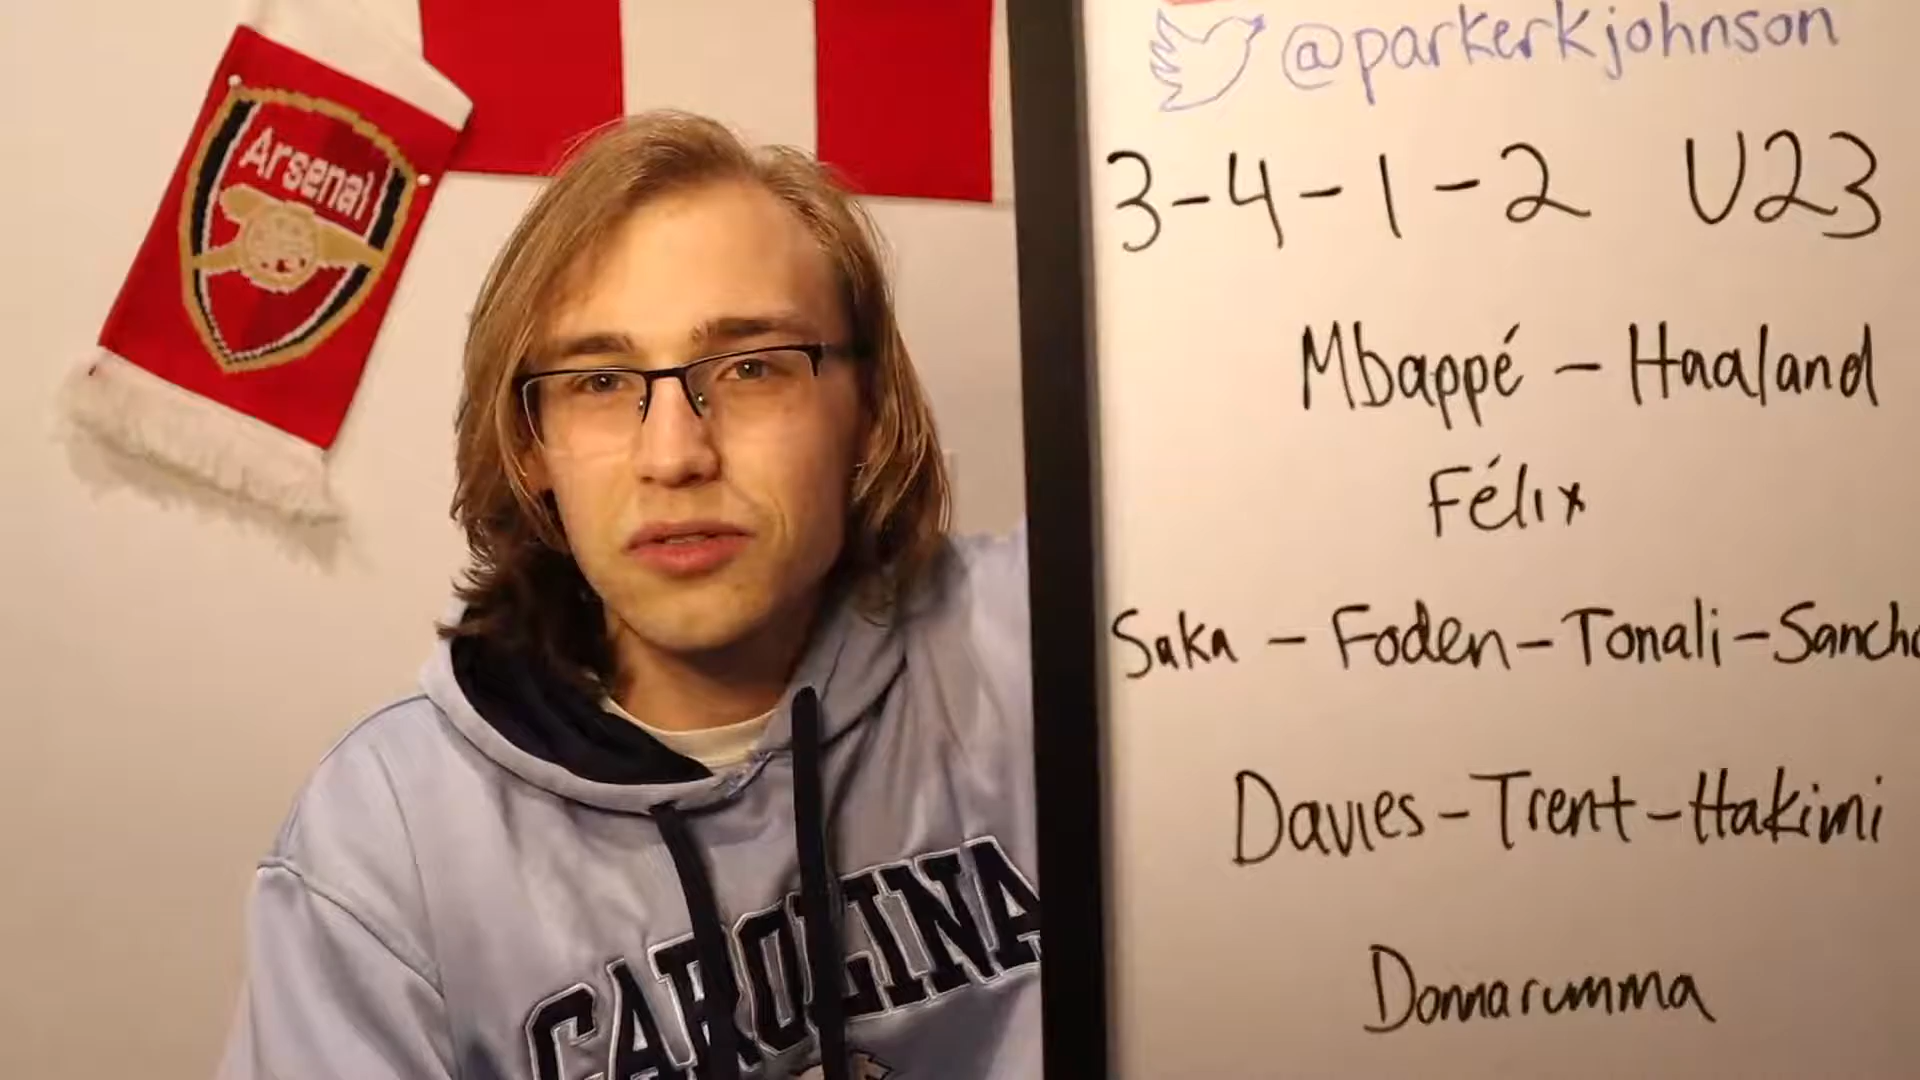 Arsenal
CAROLINA
@parkerkjohnson
3-4-1-2 U23
Mbappé - Haaland
Félix
Saka - Foden - Tonali - Sancho
Davies - Trent - Hakimi
Donnarumma